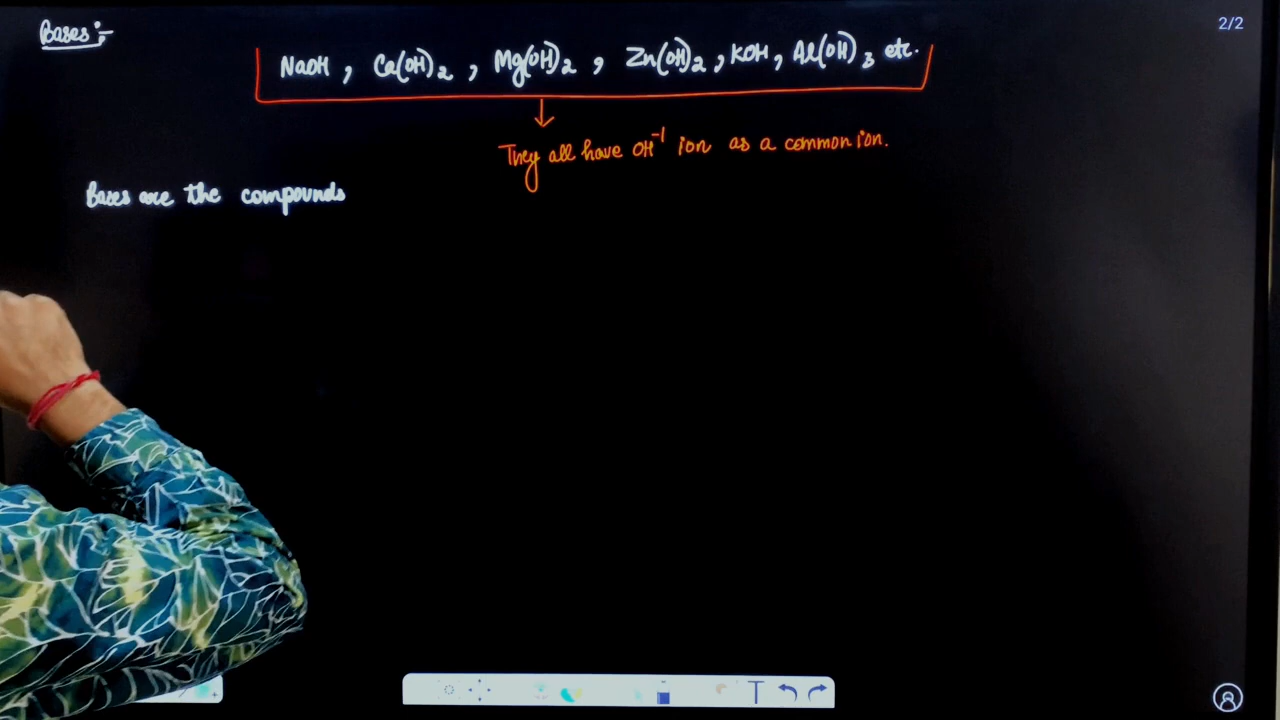 Bases :-
2/2
NaOH , Ca(OH)₂ , Mg(OH)₂ , Zn(OH)₂ , KOH , Al(OH)₃ etc.
They all have OH⁻¹ ion as a common ion.
Bases are the compounds
T